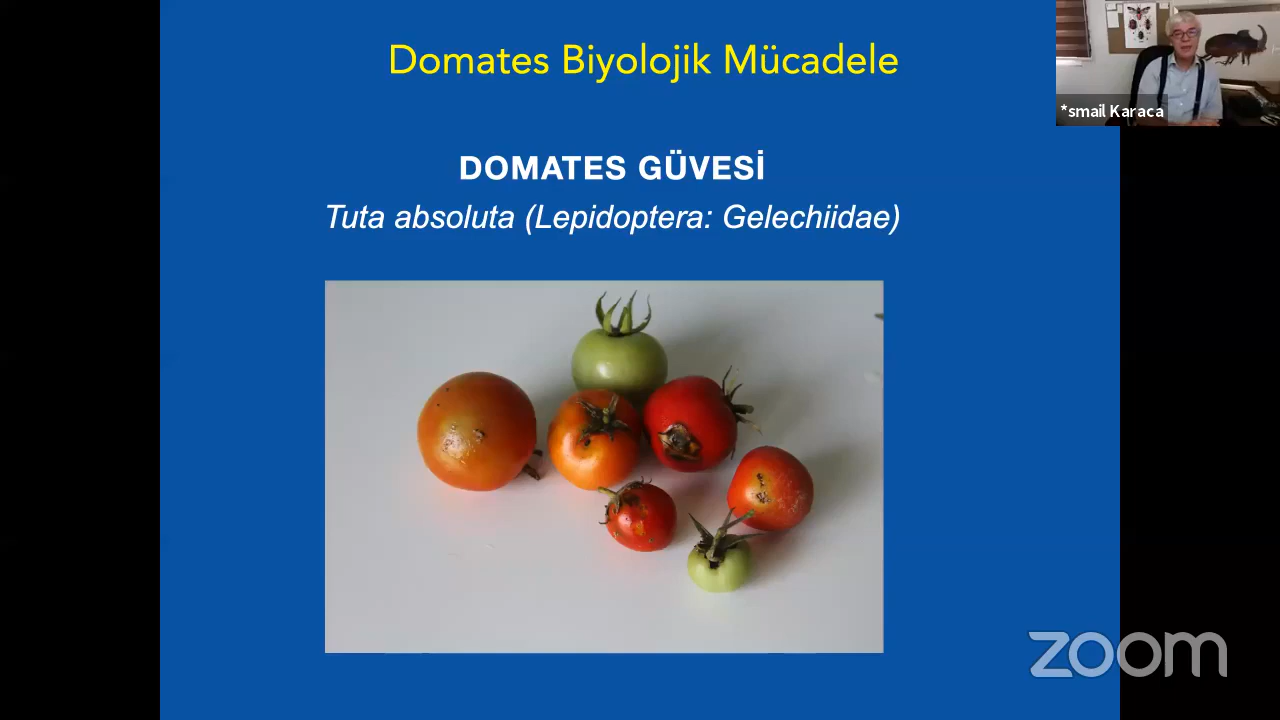 Domates Biyolojik Mücadele
*smail Karaca
DOMATES GÜVESİ
Tuta absoluta (Lepidoptera: Gelechiidae)
zoom